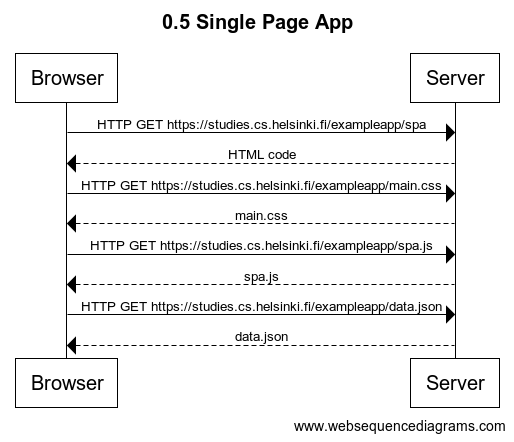 0.5 Single Page App
Browser Server
HTTP GET https://studies.cs.helsinki.fi/exampleapp/spa
HTML code
HTTP GET https://studies.cs.helsinki.fi/exampleapp/main.css
main.css
HTTP GET https://studies.cs.helsinki.fi/exampleapp/spa.js
spa.js
HTTP GET https://studies.cs.helsinki.fi/exampleapp/data.json
data.json
Browser Server
www.websequencediagrams.com